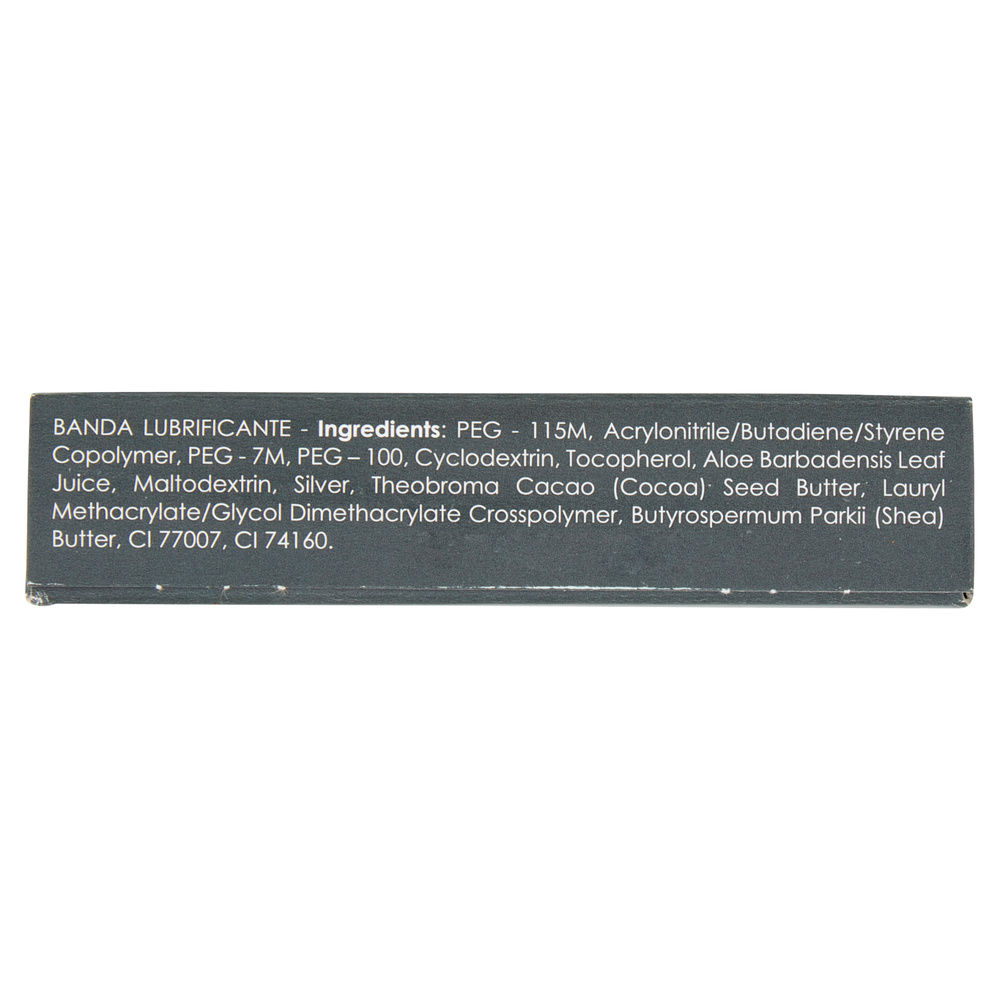 BANDA LUBRIFICANTE - Ingredients: PEG - 115M, Acrylonitrile/Butadiene/Styrene
Copolymer, PEG - 7M, PEG – 100, Cyclodextrin, Tocopherol, Aloe Barbadensis Leaf
Juice, Maltodextrin, Silver, Theobroma Cacao (Cocoa) Seed Butter, Lauryl
Methacrylate/Glycol Dimethacrylate Crosspolymer, Butyrospermum Parkii (Shea)
Butter, CI 77007, CI 74160.